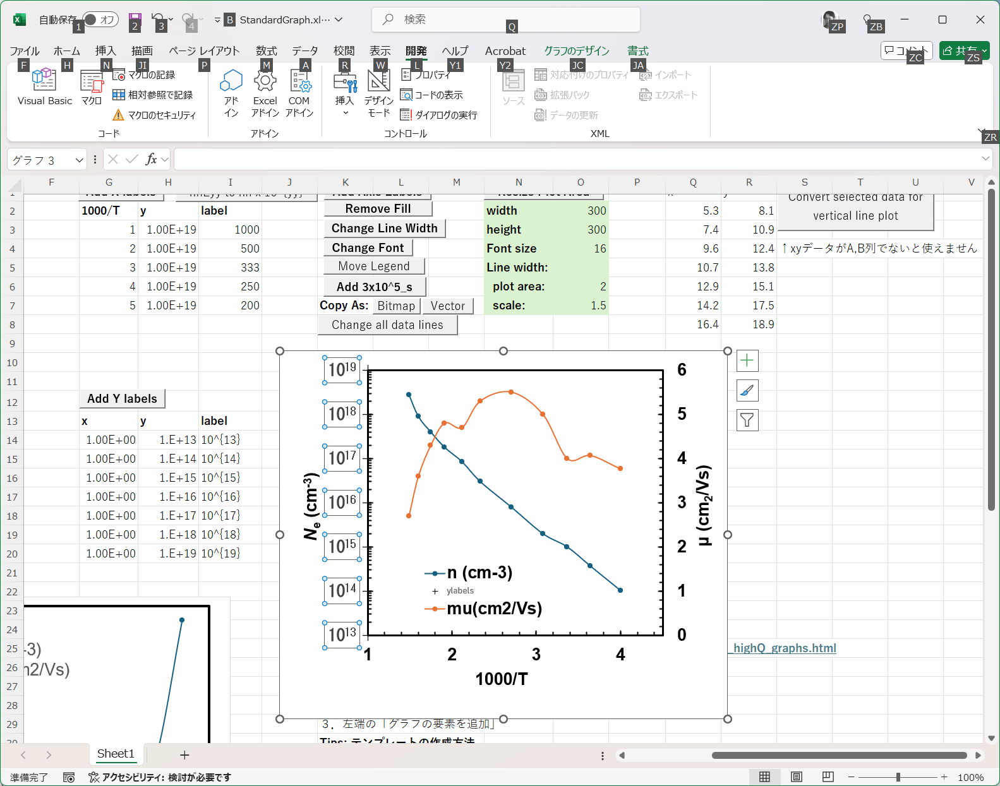 自動保存 オフ
1 2 3 4 B StandardGraph.xl… 検索 Q ZP ZB
ファイル ホーム 挿入 描画 ページ レイアウト 数式 データ 校閲 表示 開発 ヘルプ Acrobat グラフのデザイン 書式 コメント 共有
F H N JI P M A R W L Y1 Y2 JC JA ZC ZS
Visual Basic
マクロ
マクロの記録
相対参照で記録
マクロのセキュリティ
コード
アド
イン
Excel
アドイン
COM
アドイン
アドイン
挿入
デザイン
モード
プロパティ
コードの表示
ダイアログの実行
コントロール
ソース
対応付けのプロパティ
拡張パック
データの更新
インポート
エクスポート
XML
ZR
グラフ 3
fx
F G H I J K L M N O P Q R S T U V
2 1000/T y label Remove Fill width 300 5.3 8.1
Convert selected data for
vertical line plot
3 1 1.00E+19 1000 Change Line Width height 300 7.4 10.9
4 2 1.00E+19 500 Change Font Font size 16 9.6 12.4 ↑xyデータがA,B列でないと使えません
5 3 1.00E+19 333 Move Legend Line width: 10.7 13.8
6 4 1.00E+19 250 Add 3x10^5_s plot area: 2 12.9 15.1
7 5 1.00E+19 200 Copy As: Bitmap Vector scale: 1.5 14.2 17.5
8 Change all data lines 16.4 18.9
9
10
11
12 Add Y labels
13 x y label
14 1.00E+00 1.E+13 10^{13}
15 1.00E+00 1.E+14 10^{14}
16 1.00E+00 1.E+15 10^{15}
17 1.00E+00 1.E+16 10^{16}
18 1.00E+00 1.E+17 10^{17}
19 1.00E+00 1.E+18 10^{18}
20 1.00E+00 1.E+19 10^{19}
21
22
23
24
25
26
27
28
29
-3)
m2/Vs)
10¹⁹
10¹⁸
10¹⁷
10¹⁶
10¹⁵
10¹⁴
10¹³
Nₑ (cm⁻³)
6
5
4
3
2
1
0
μ (cm₂/Vs)
n (cm-3)
ylabels
mu(cm2/Vs)
1 2 3 4
1000/T
_highQ_graphs.html
3．左端の「グラフの要素を追加」
Tips: テンプレートの作成方法
Sheet1
準備完了 アクセシビリティ: 検討が必要です 100%